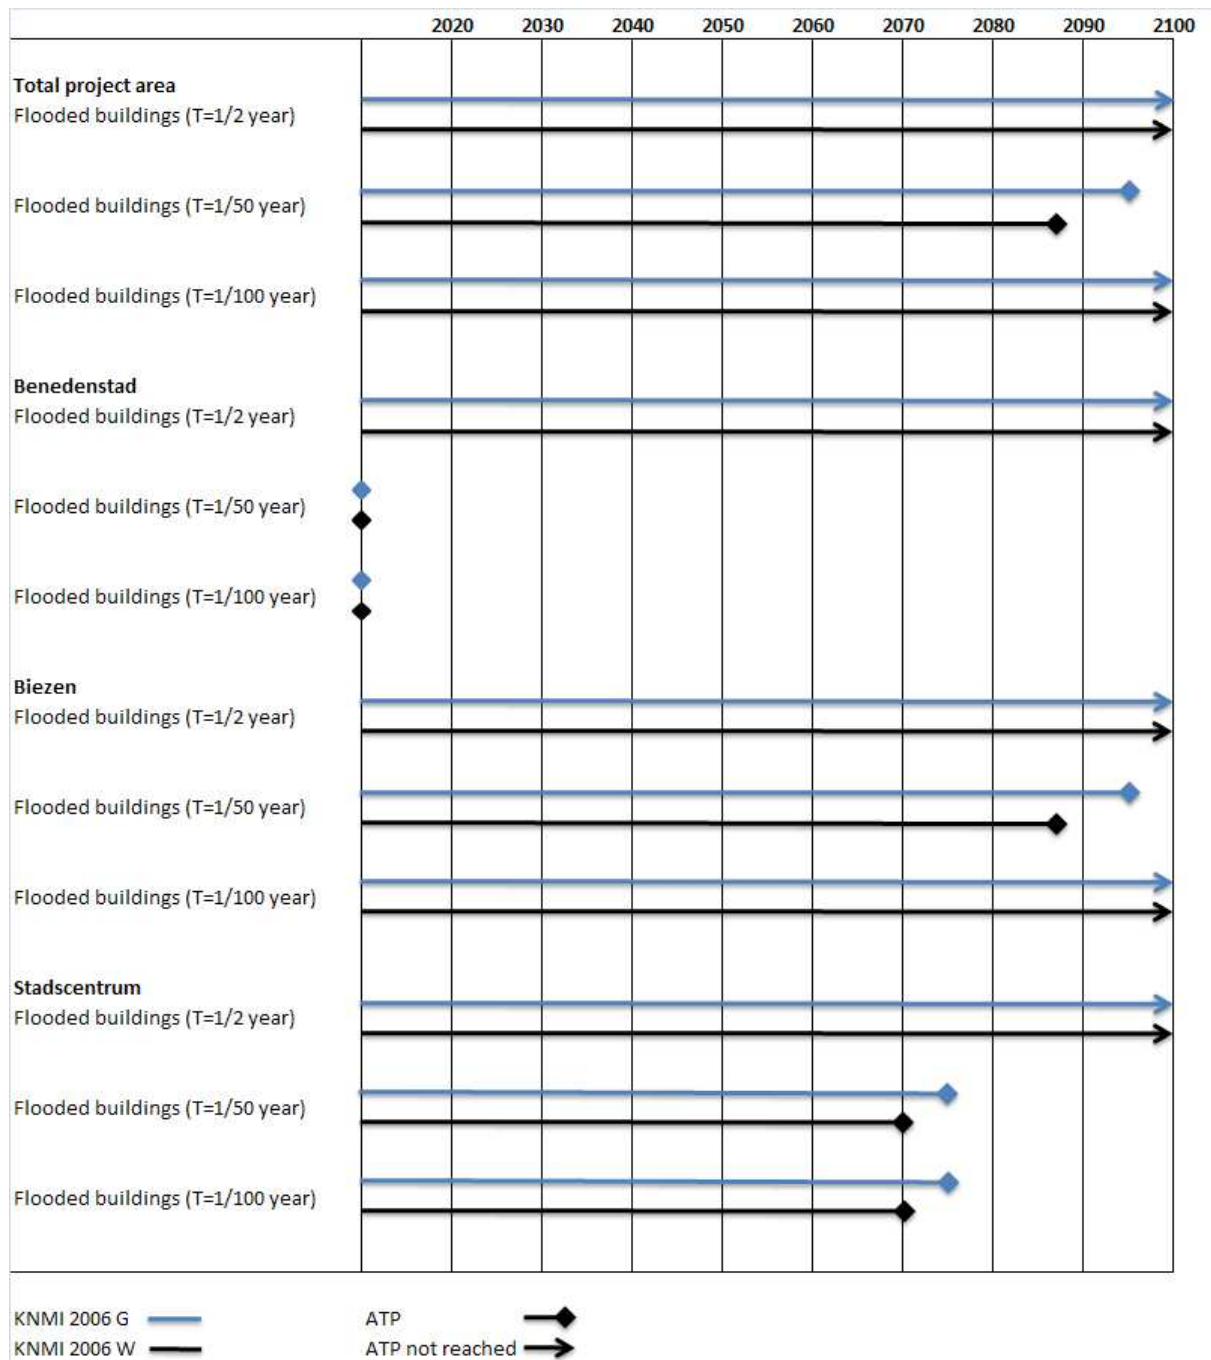 2020 2030 2040 2050 2060 2070 2080 2090 2100
Total project area
Flooded buildings (T=1/2 year)
Flooded buildings (T=1/50 year)
Flooded buildings (T=1/100 year)
Benedenstad
Flooded buildings (T=1/2 year)
Flooded buildings (T=1/50 year)
Flooded buildings (T=1/100 year)
Biezen
Flooded buildings (T=1/2 year)
Flooded buildings (T=1/50 year)
Flooded buildings (T=1/100 year)
Stadscentrum
Flooded buildings (T=1/2 year)
Flooded buildings (T=1/50 year)
Flooded buildings (T=1/100 year)
KNMI 2006 G ATP
KNMI 2006 W ATP not reached